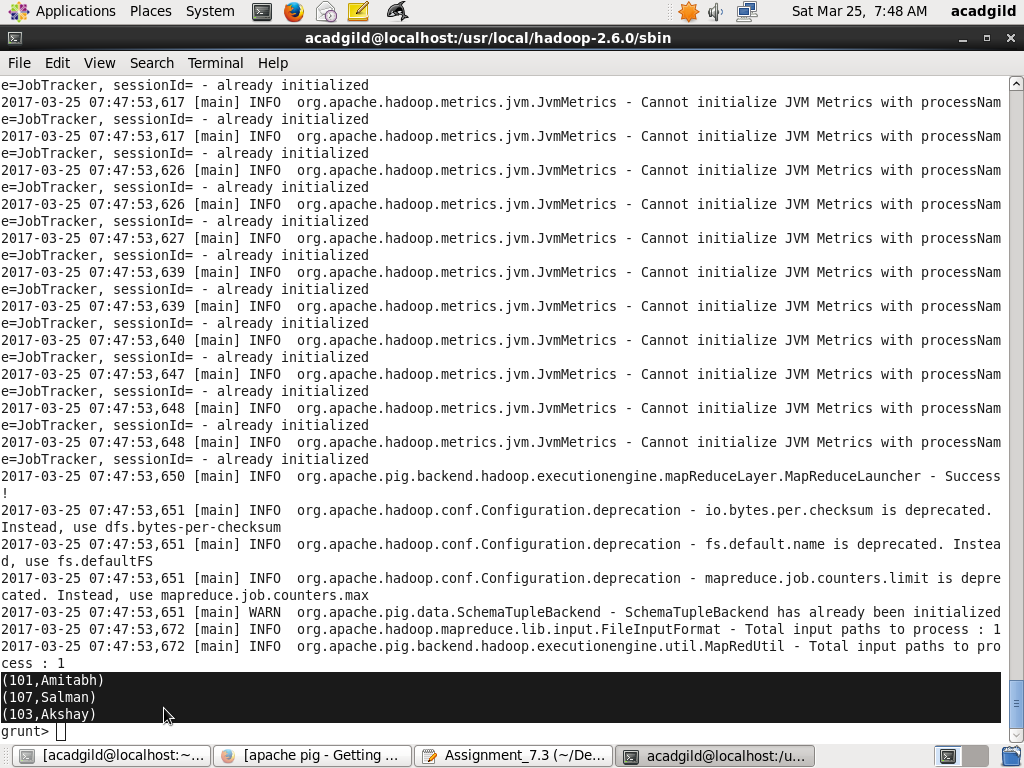 Applications Places System Sat Mar 25, 7:48 AM acadgild
acadgild@localhost:/usr/local/hadoop-2.6.0/sbin
File Edit View Search Terminal Help
e=JobTracker, sessionId= - already initialized
2017-03-25 07:47:53,617 [main] INFO  org.apache.hadoop.metrics.jvm.JvmMetrics - Cannot initialize JVM Metrics with processNam
e=JobTracker, sessionId= - already initialized
2017-03-25 07:47:53,617 [main] INFO  org.apache.hadoop.metrics.jvm.JvmMetrics - Cannot initialize JVM Metrics with processNam
e=JobTracker, sessionId= - already initialized
2017-03-25 07:47:53,626 [main] INFO  org.apache.hadoop.metrics.jvm.JvmMetrics - Cannot initialize JVM Metrics with processNam
e=JobTracker, sessionId= - already initialized
2017-03-25 07:47:53,626 [main] INFO  org.apache.hadoop.metrics.jvm.JvmMetrics - Cannot initialize JVM Metrics with processNam
e=JobTracker, sessionId= - already initialized
2017-03-25 07:47:53,627 [main] INFO  org.apache.hadoop.metrics.jvm.JvmMetrics - Cannot initialize JVM Metrics with processNam
e=JobTracker, sessionId= - already initialized
2017-03-25 07:47:53,639 [main] INFO  org.apache.hadoop.metrics.jvm.JvmMetrics - Cannot initialize JVM Metrics with processNam
e=JobTracker, sessionId= - already initialized
2017-03-25 07:47:53,639 [main] INFO  org.apache.hadoop.metrics.jvm.JvmMetrics - Cannot initialize JVM Metrics with processNam
e=JobTracker, sessionId= - already initialized
2017-03-25 07:47:53,640 [main] INFO  org.apache.hadoop.metrics.jvm.JvmMetrics - Cannot initialize JVM Metrics with processNam
e=JobTracker, sessionId= - already initialized
2017-03-25 07:47:53,647 [main] INFO  org.apache.hadoop.metrics.jvm.JvmMetrics - Cannot initialize JVM Metrics with processNam
e=JobTracker, sessionId= - already initialized
2017-03-25 07:47:53,648 [main] INFO  org.apache.hadoop.metrics.jvm.JvmMetrics - Cannot initialize JVM Metrics with processNam
e=JobTracker, sessionId= - already initialized
2017-03-25 07:47:53,648 [main] INFO  org.apache.hadoop.metrics.jvm.JvmMetrics - Cannot initialize JVM Metrics with processNam
e=JobTracker, sessionId= - already initialized
2017-03-25 07:47:53,650 [main] INFO  org.apache.pig.backend.hadoop.executionengine.mapReduceLayer.MapReduceLauncher - Success
!
2017-03-25 07:47:53,651 [main] INFO  org.apache.hadoop.conf.Configuration.deprecation - io.bytes.per.checksum is deprecated.
Instead, use dfs.bytes-per-checksum
2017-03-25 07:47:53,651 [main] INFO  org.apache.hadoop.conf.Configuration.deprecation - fs.default.name is deprecated. Instea
d, use fs.defaultFS
2017-03-25 07:47:53,651 [main] INFO  org.apache.hadoop.conf.Configuration.deprecation - mapreduce.job.counters.limit is depre
cated. Instead, use mapreduce.job.counters.max
2017-03-25 07:47:53,651 [main] WARN  org.apache.pig.data.SchemaTupleBackend - SchemaTupleBackend has already been initialized
2017-03-25 07:47:53,672 [main] INFO  org.apache.hadoop.mapreduce.lib.input.FileInputFormat - Total input paths to process : 1
2017-03-25 07:47:53,672 [main] INFO  org.apache.pig.backend.hadoop.executionengine.util.MapRedUtil - Total input paths to pro
cess : 1
(101,Amitabh)
(107,Salman)
(103,Akshay)
grunt>
[acadgild@localhost:~... [apache pig - Getting ... Assignment_7.3 (~/De... acadgild@localhost:/u...